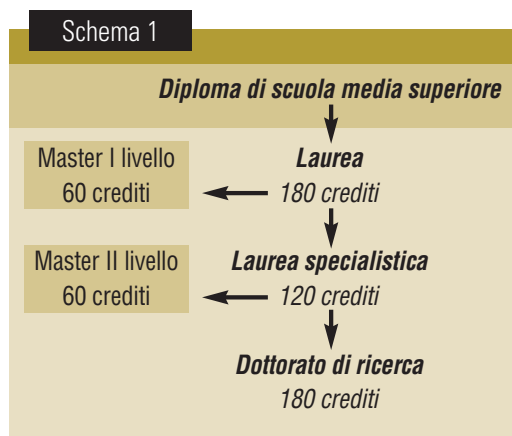 Schema 1
Diploma di scuola media superiore
Master I livello
60 crediti
Laurea
180 crediti
Master II livello
60 crediti
Laurea specialistica
120 crediti
Dottorato di ricerca
180 crediti